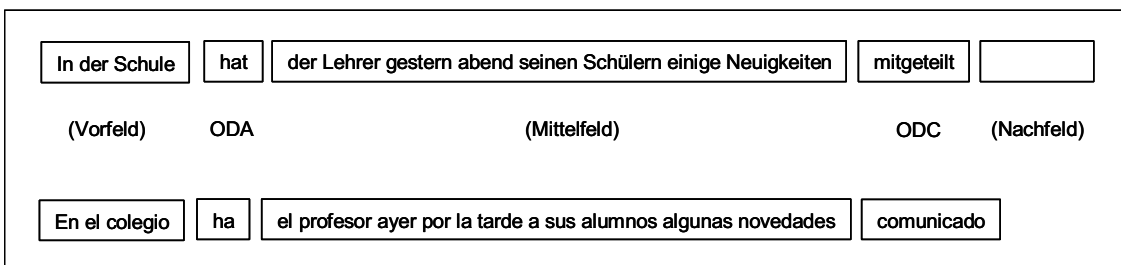 In der Schule hat der Lehrer gestern abend seinen Schülern einige Neuigkeiten mitgeteilt
(Vorfeld) ODA (Mittelfeld) ODC (Nachfeld)
En el colegio ha el profesor ayer por la tarde a sus alumnos algunas novedades comunicado